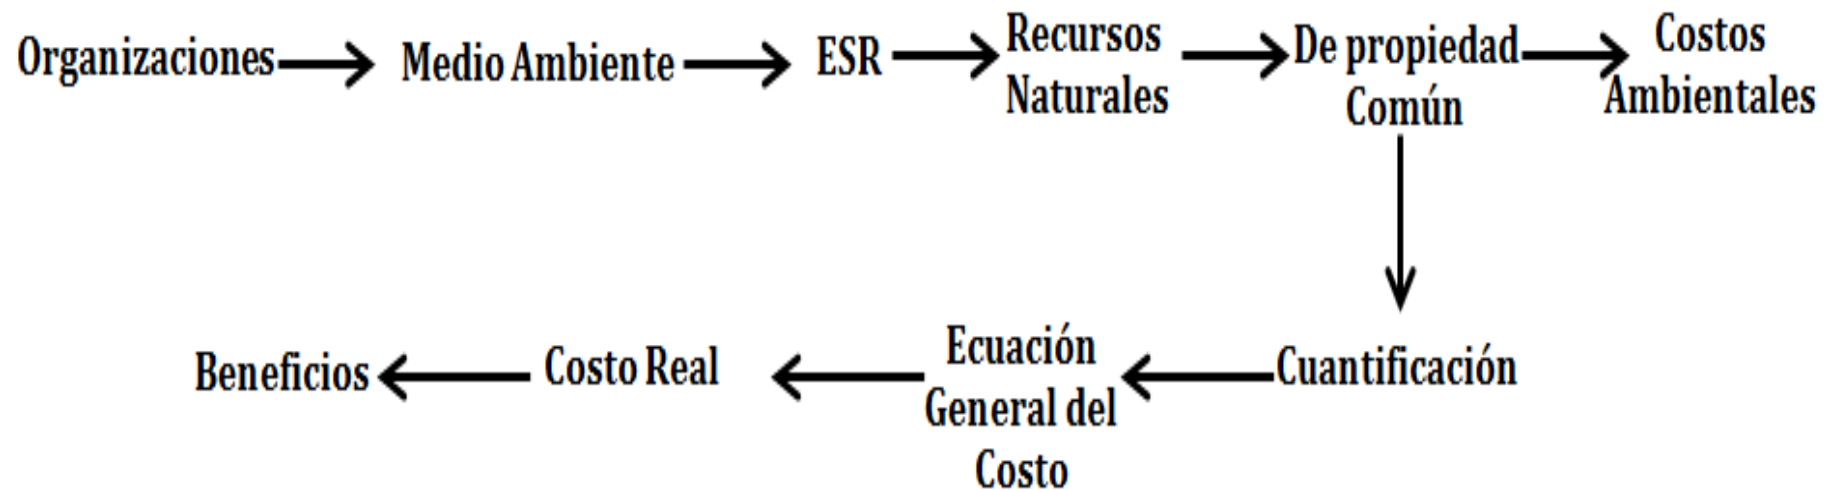 Organizaciones
Medio Ambiente
ESR
Recursos
Naturales
De propiedad
Común
Costos
Ambientales
Cuantificación
Ecuación
General del
Costo
Costo Real
Beneficios